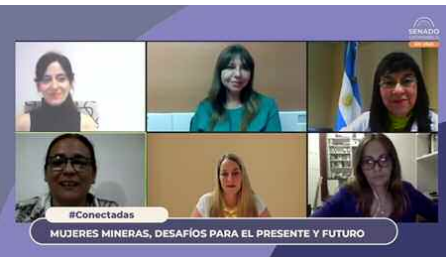 SENADO
#Conectadas
MUJERES MINERAS, DESAFÍOS PARA EL PRESENTE Y FUTURO